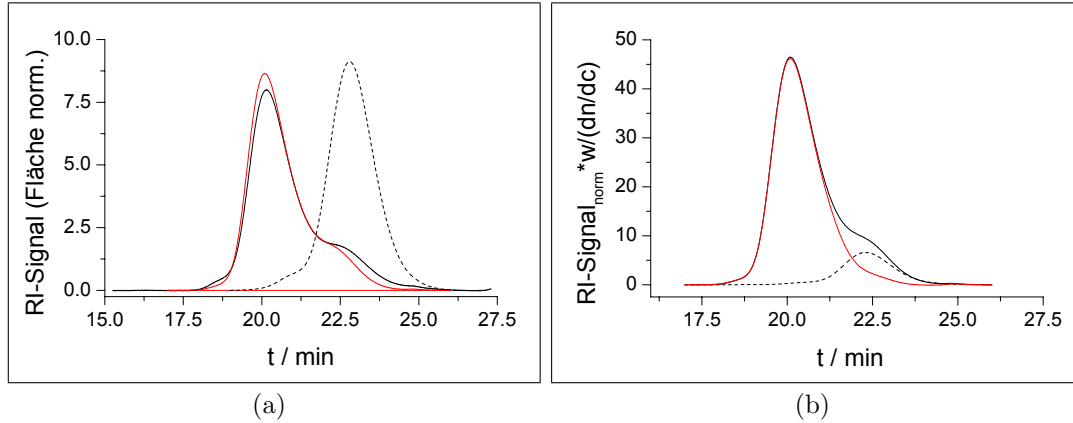 RI-Signal (Fläche norm.)
10.0
7.5
5.0
2.5
0.0
15.0 17.5 20.0 22.5 25.0 27.5
t / min
(a)
RI-Signal_norm*w/(dn/dc)
50
40
30
20
10
0
17.5 20.0 22.5 25.0 27.5
t / min
(b)